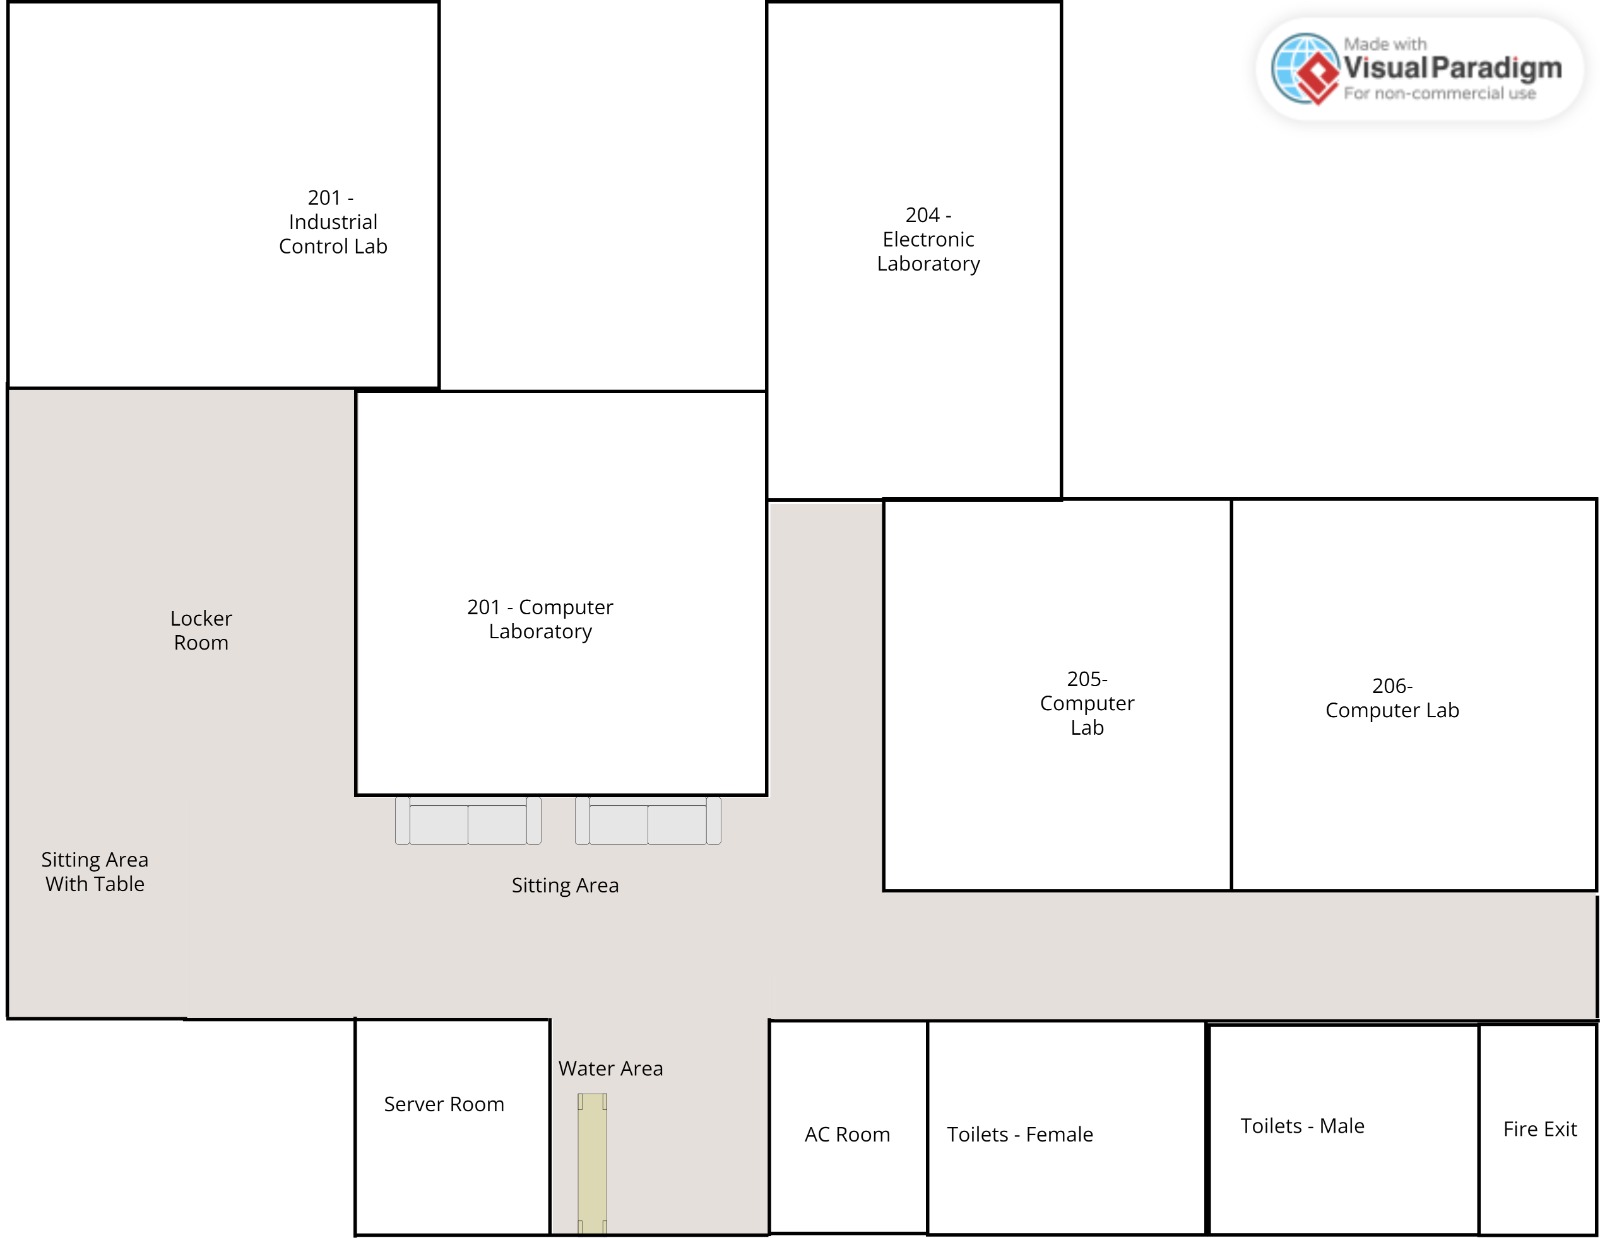 Made with
Visual Paradigm
For non-commercial use
201 -
Industrial
Control Lab
204 -
Electronic
Laboratory
Locker
Room
201 - Computer
Laboratory
205-
Computer
Lab
206-
Computer Lab
Sitting Area
With Table
Sitting Area
Water Area
Server Room
AC Room
Toilets - Female
Toilets - Male
Fire Exit